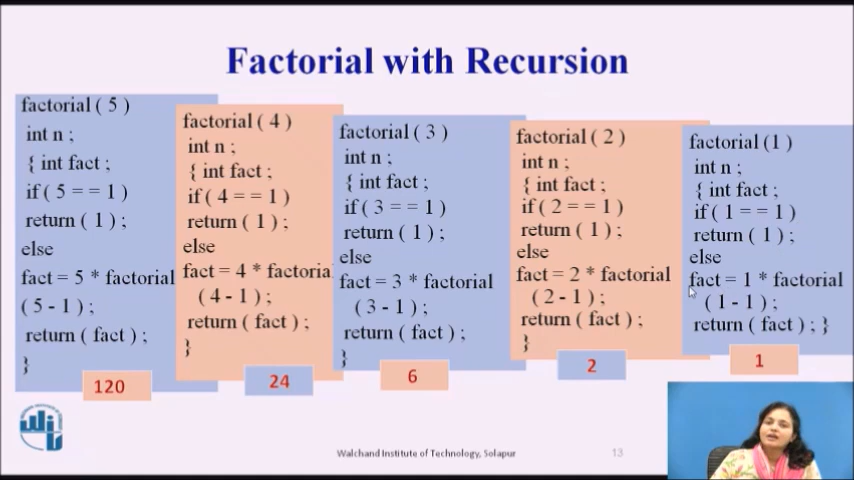 Factorial with Recursion
factorial ( 5 )
int n ;
{ int fact ;
if ( 5 = = 1 )
return ( 1 ) ;
else
fact = 5 * factorial
( 5 - 1 ) ;
return ( fact ) ;
}
120
factorial ( 4 )
int n ;
{ int fact ;
if ( 4 = = 1 )
return ( 1 ) ;
else
fact = 4 * factoria
( 4 - 1 ) ;
return ( fact ) ;
}
24
factorial ( 3 )
int n ;
{ int fact ;
if ( 3 = = 1 )
return ( 1 ) ;
else
fact = 3 * factorial
( 3 - 1 ) ;
return ( fact ) ;
}
6
factorial ( 2 )
int n ;
{ int fact ;
if ( 2 = = 1 )
return ( 1 ) ;
else
fact = 2 * factorial
( 2 - 1 ) ;
return ( fact ) ;
}
2
factorial (1 )
int n ;
{ int fact ;
if ( 1 = = 1 )
return ( 1 ) ;
else
fact = 1 * factorial
( 1 - 1 ) ;
return ( fact ) ; }
1
Walchand Institute of Technology, Solapur
13